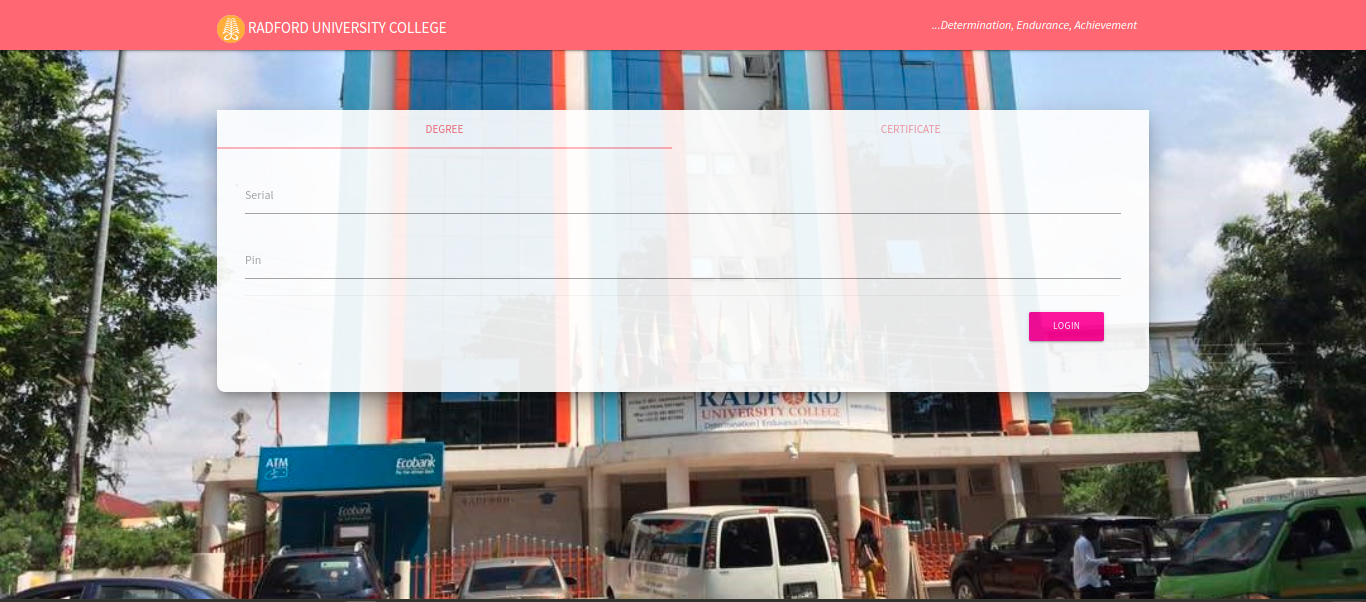 RADFORD UNIVERSITY COLLEGE
...Determination, Endurance, Achievement
DEGREE
CERTIFICATE
Serial
Pin
LOGIN
RADFORD
UNIVERSITY COLLEGE
Determination | Endurance | Achievement
ATM
Ecobank
Ecobank
RADFORD